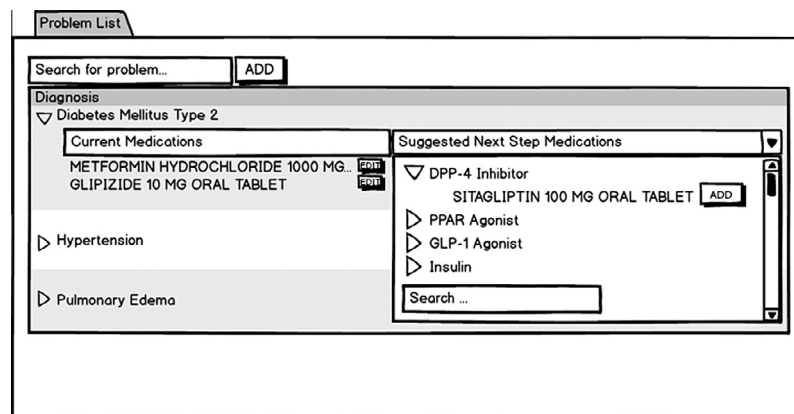 Problem List
Search for problem... ADD
Diagnosis
Diabetes Mellitus Type 2
Current Medications
METFORMIN HYDROCHLORIDE 1000 MG... EDIT
GLIPIZIDE 10 MG ORAL TABLET EDIT
Suggested Next Step Medications
DPP-4 Inhibitor
SITAGLIPTIN 100 MG ORAL TABLET ADD
PPAR Agonist
GLP-1 Agonist
Insulin
Search ...
Hypertension
Pulmonary Edema